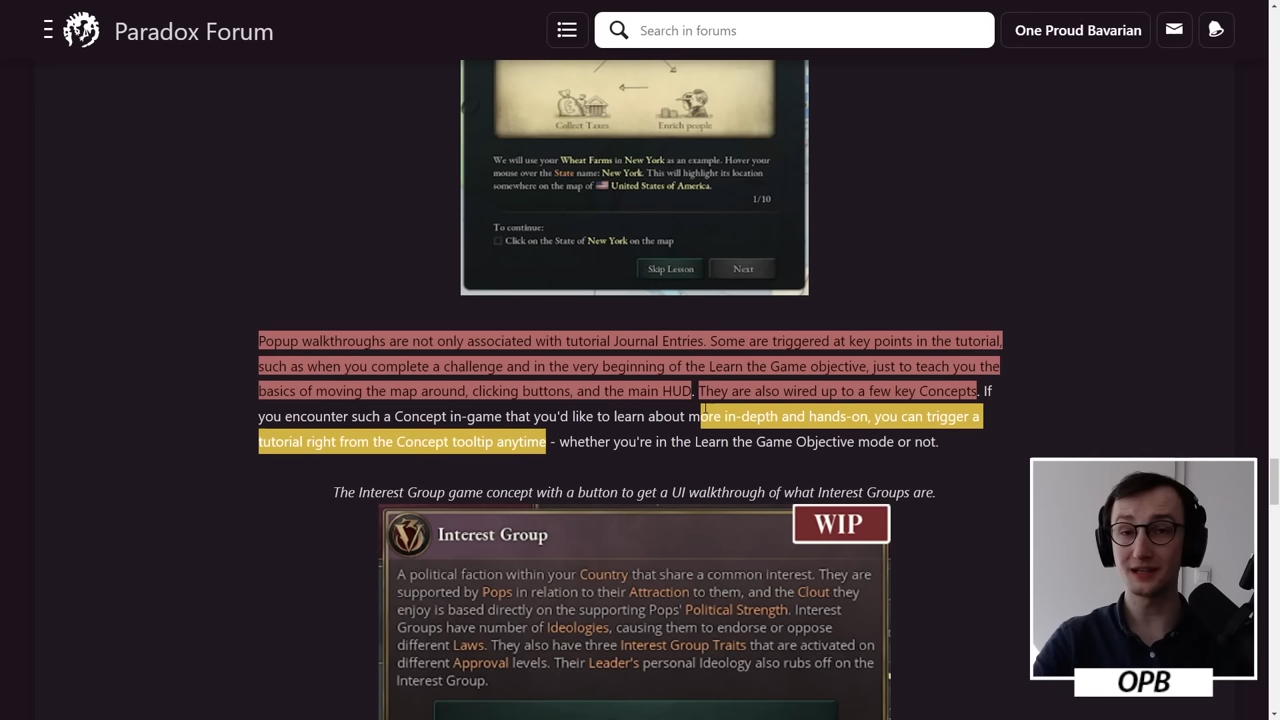 Paradox Forum
Search in forums
One Proud Bavarian
Collect Taxes
Enrich people
We will use your Wheat Farms in New York as an example. Hover your
mouse over the State name: New York. This will highlight its location
somewhere on the map of United States of America.
1/10
To continue:
Click on the State of New York on the map
Skip Lesson
Next
Popup walkthroughs are not only associated with tutorial Journal Entries. Some are triggered at key points in the tutorial,
such as when you complete a challenge and in the very beginning of the Learn the Game objective, just to teach you the
basics of moving the map around, clicking buttons, and the main HUD. They are also wired up to a few key Concepts. If
you encounter such a Concept in-game that you'd like to learn about more in-depth and hands-on, you can trigger a
tutorial right from the Concept tooltip anytime - whether you're in the Learn the Game Objective mode or not.
The Interest Group game concept with a button to get a UI walkthrough of what Interest Groups are.
WIP
Interest Group
A political faction within your Country that share a common interest. They are
supported by Pops in relation to their Attraction to them, and the Clout they
enjoy is based directly on the supporting Pops' Political Strength. Interest
Groups have number of Ideologies, causing them to endorse or oppose
different Laws. They also have three Interest Group Traits that are activated on
different Approval levels. Their Leader's personal Ideology also rubs off on the
Interest Group.
OPB